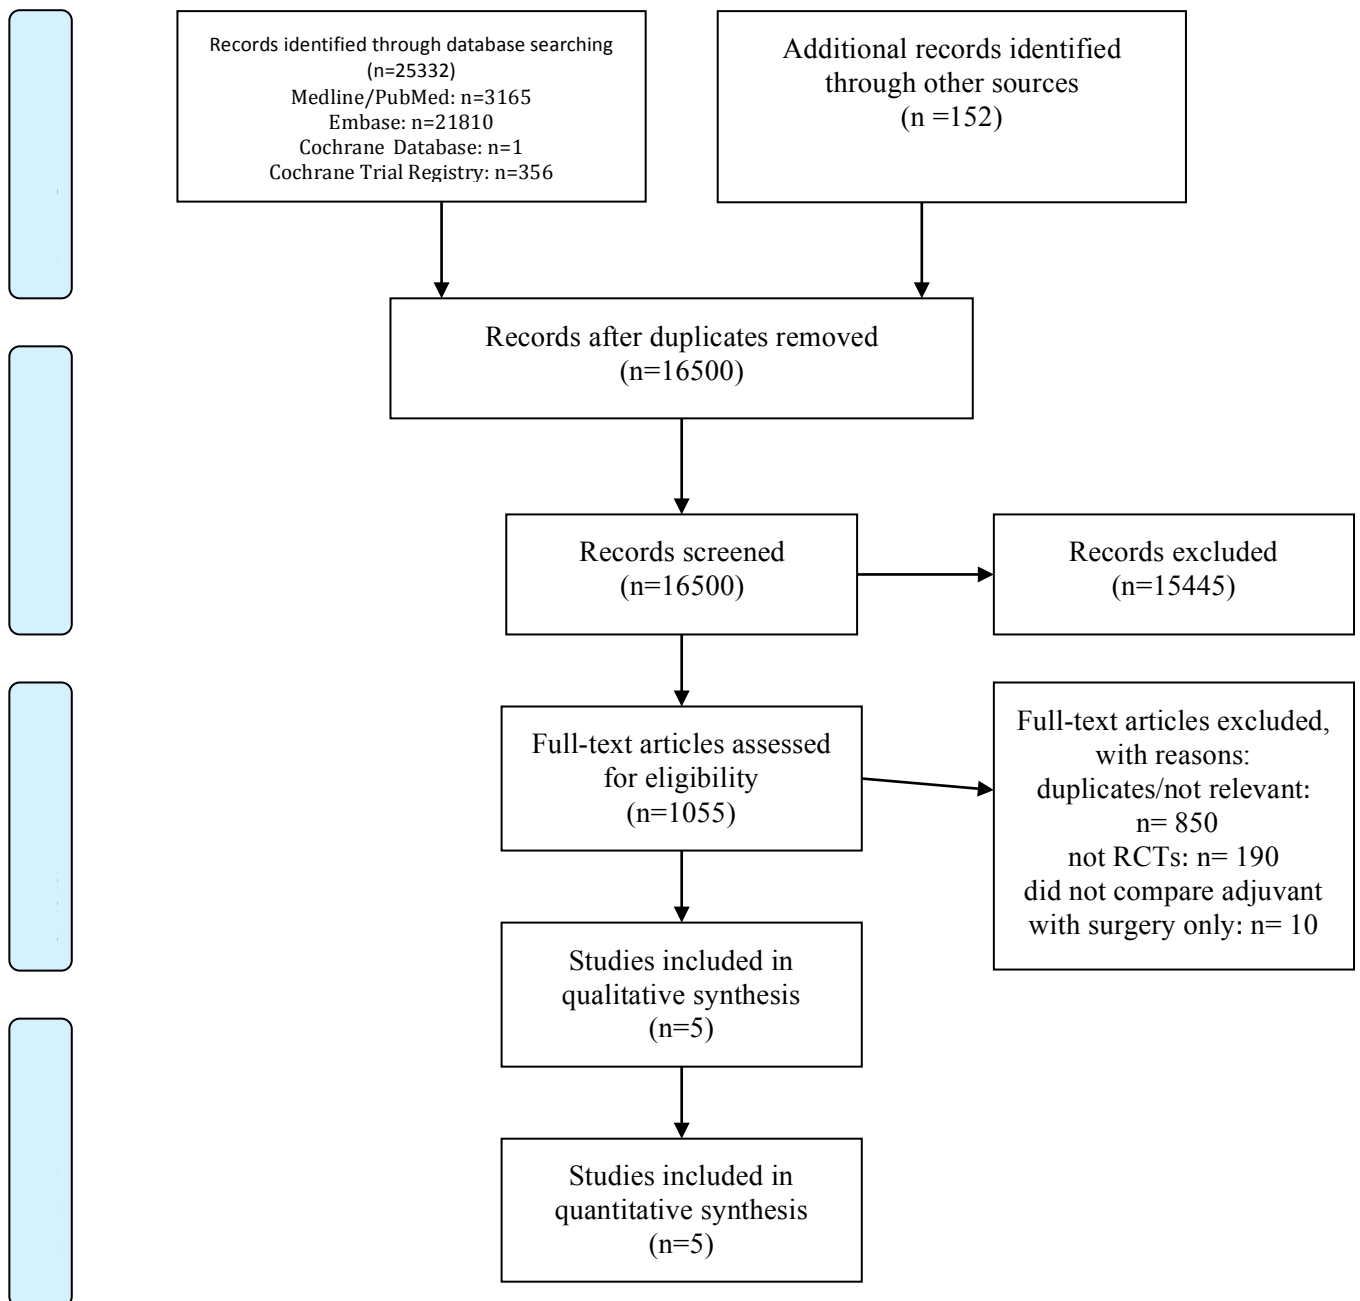 Records identified through database searching
(n=25332)
Medline/PubMed: n=3165
Embase: n=21810
Cochrane Database: n=1
Cochrane Trial Registry: n=356
Additional records identified
through other sources
(n =152)
Records after duplicates removed
(n=16500)
Records screened
(n=16500)
Records excluded
(n=15445)
Full-text articles assessed
for eligibility
(n=1055)
Full-text articles excluded,
with reasons:
duplicates/not relevant:
n= 850
not RCTs: n= 190
did not compare adjuvant
with surgery only: n= 10
Studies included in
qualitative synthesis
(n=5)
Studies included in
quantitative synthesis
(n=5)